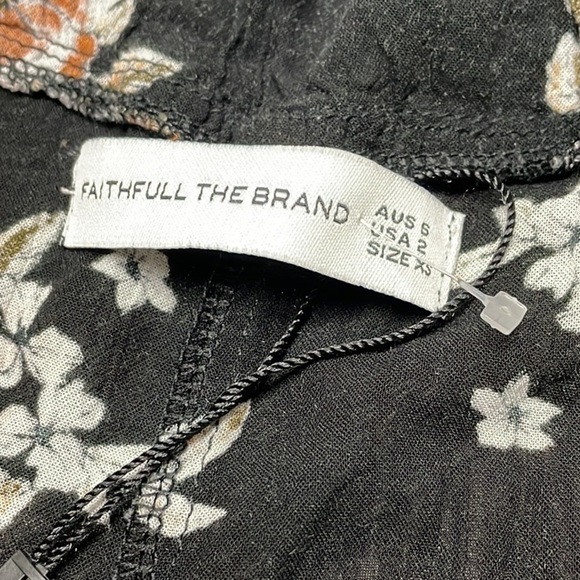 FAITHFULL THE BRAND
AUS 6
USA 2
SIZE XS